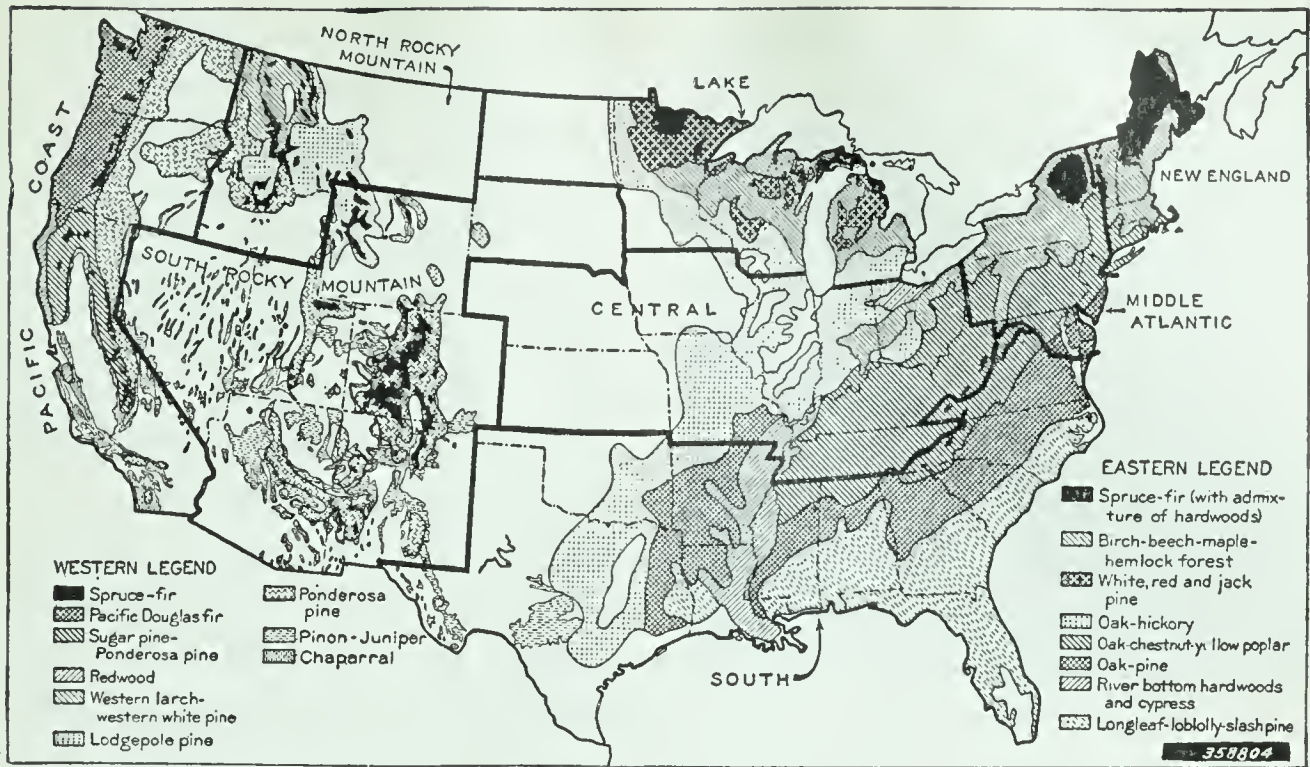 NORTH ROCKY
MOUNTAIN
LAKE
PACIFIC COAST
NEW ENGLAND
SOUTH ROCKY MOUNTAIN
CENTRAL
MIDDLE
ATLANTIC
SOUTH
WESTERN LEGEND
Spruce-fir
Pacific Douglas fir
Sugar pine-
Ponderosa pine
Redwood
Western larch-
western white pine
Lodgepole pine
Ponderosa
pine
Pinon-Juniper
Chaparral
EASTERN LEGEND
Spruce-fir (with admix-
ture of hardwoods)
Birch-beech-maple-
hemlock forest
White, red and jack
pine
Oak-hickory
Oak-chestnut-yellow poplar
Oak-pine
River bottom hardwoods
and cypress
Longleaf-loblolly-slash pine
358804